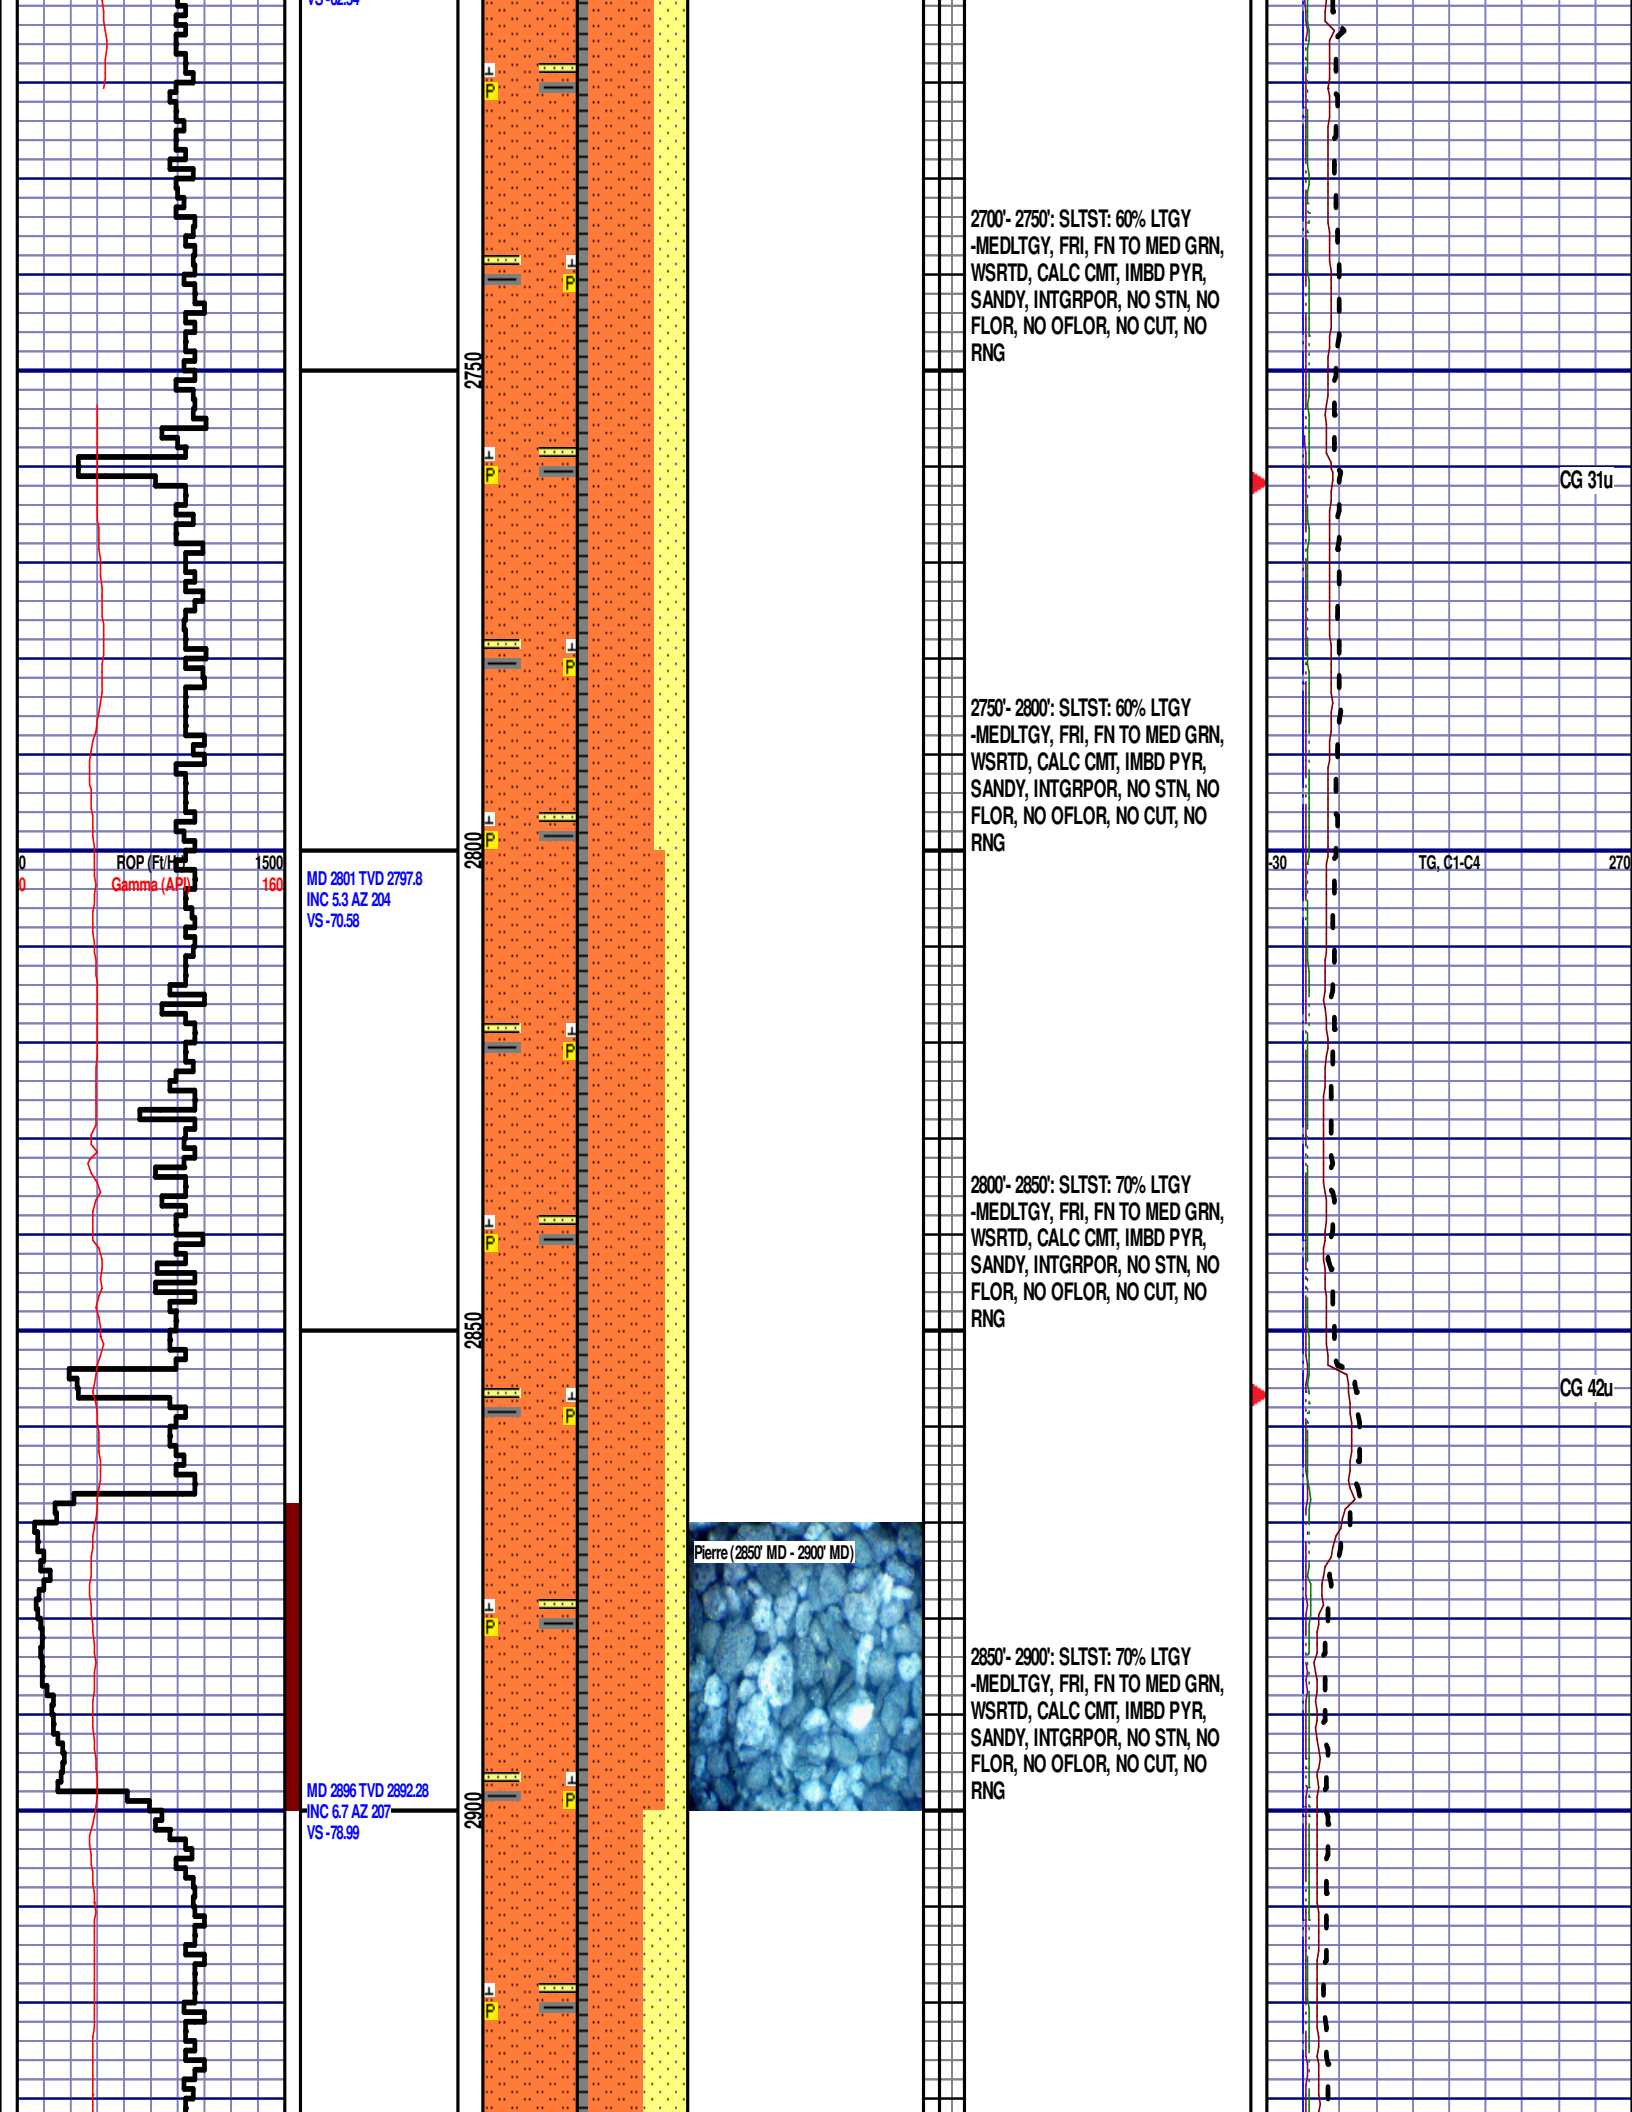 VS -62.54
2700'- 2750': SLTST: 60% LTGY
-MEDLTGY, FRI, FN TO MED GRN,
WSRTD, CALC CMT, IMBD PYR,
SANDY, INTGRPOR, NO STN, NO
FLOR, NO OFLOR, NO CUT, NO
RNG
2750
CG 31u
2750'- 2800': SLTST: 60% LTGY
-MEDLTGY, FRI, FN TO MED GRN,
WSRTD, CALC CMT, IMBD PYR,
SANDY, INTGRPOR, NO STN, NO
FLOR, NO OFLOR, NO CUT, NO
RNG
2800
0 ROP (Ft/Hr) 1500
0 Gamma (API) 160
-30 TG, C1-C4 270
MD 2801 TVD 2797.8
INC 5.3 AZ 204
VS -70.58
2800'- 2850': SLTST: 70% LTGY
-MEDLTGY, FRI, FN TO MED GRN,
WSRTD, CALC CMT, IMBD PYR,
SANDY, INTGRPOR, NO STN, NO
FLOR, NO OFLOR, NO CUT, NO
RNG
2850
CG 42u
Pierre (2850' MD - 2900' MD)
2850'- 2900': SLTST: 70% LTGY
-MEDLTGY, FRI, FN TO MED GRN,
WSRTD, CALC CMT, IMBD PYR,
SANDY, INTGRPOR, NO STN, NO
FLOR, NO OFLOR, NO CUT, NO
RNG
MD 2896 TVD 2892.28
INC 6.7 AZ 207
VS -78.99
2900
P
P
P
P
P
P
P
P
P
P
P